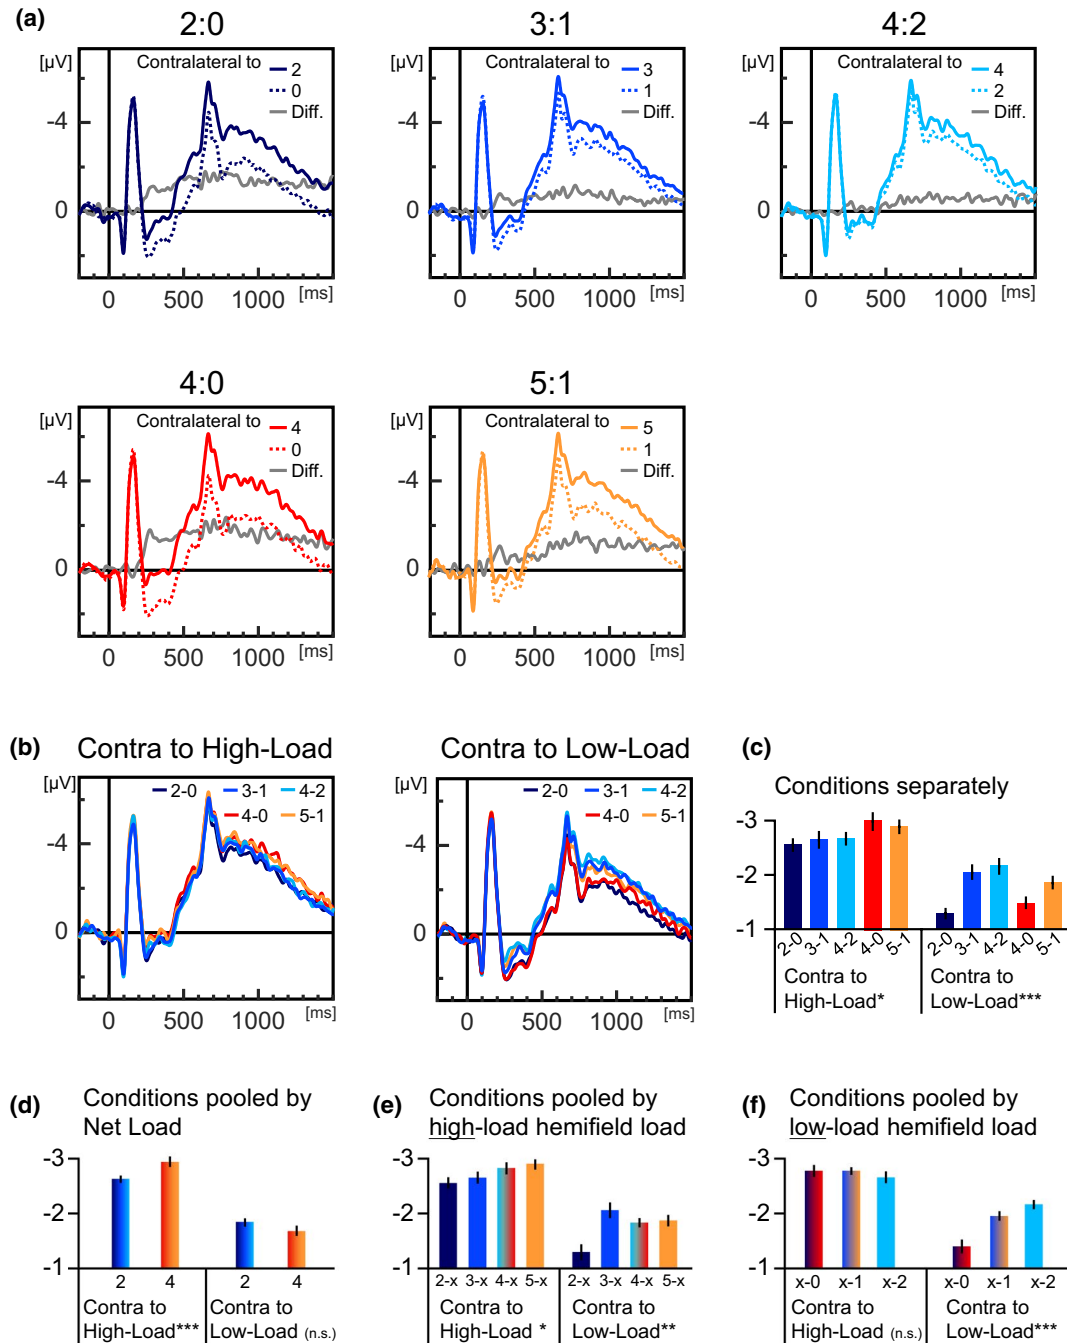 (a)
2:0
3:1
4:2
[µV]
Contralateral to
2
0
Diff.
-4
0
0 500 1000 [ms]
[µV]
Contralateral to
3
1
Diff.
-4
0
0 500 1000 [ms]
[µV]
Contralateral to
4
2
Diff.
-4
0
0 500 1000 [ms]
4:0
5:1
[µV]
Contralateral to
4
0
Diff.
-4
0
0 500 1000 [ms]
[µV]
Contralateral to
5
1
Diff.
-4
0
0 500 1000 [ms]
(b)
Contra to High-Load
[µV]
2-0 3-1 4-2
4-0 5-1
-4
0
0 500 1000
[ms]
Contra to Low-Load
[µV]
2-0 3-1 4-2
4-0 5-1
-4
0
0 500 1000
[ms]
(c)
Conditions separately
-3
-2
-1
2-0 3-1 4-2 4-0 5-1
2-0 3-1 4-2 4-0 5-1
Contra to
High-Load*
Contra to
Low-Load***
(d)
Conditions pooled by
Net Load
-3
-2
-1
2 4
2 4
Contra to
High-Load***
Contra to
Low-Load (n.s.)
(e)
Conditions pooled by
high-load hemifield load
-3
-2
-1
2-x 3-x 4-x 5-x
2-x 3-x 4-x 5-x
Contra to
High-Load *
Contra to
Low-Load**
(f)
Conditions pooled by
low-load hemifield load
-3
-2
-1
x-0 x-1 x-2
x-0 x-1 x-2
Contra to
High-Load (n.s.)
Contra to
Low-Load***